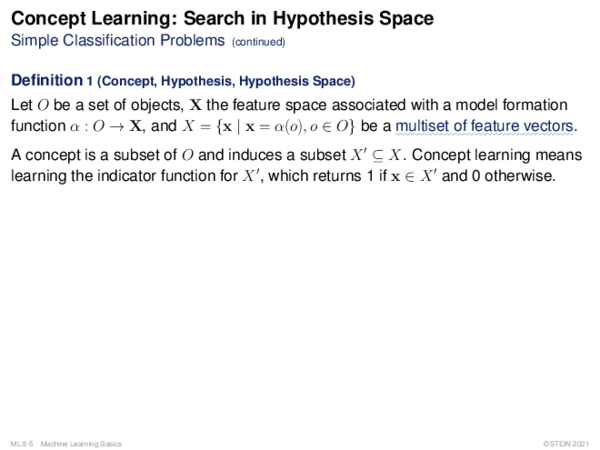 Concept Learning: Search in Hypothesis Space
Simple Classification Problems (continued)
Definition 1 (Concept, Hypothesis, Hypothesis Space)
Let O be a set of objects, X the feature space associated with a model formation
function α : O → X, and X = {x | x = α(o), o ∈ O} be a multiset of feature vectors.
A concept is a subset of O and induces a subset X′ ⊆ X. Concept learning means
learning the indicator function for X′, which returns 1 if x ∈ X′ and 0 otherwise.
ML:II-5 Machine Learning Basics
©STEIN 2021